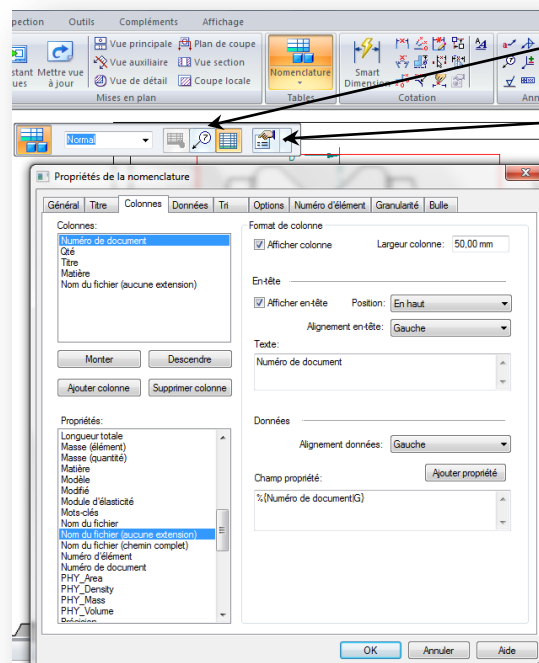 pection Outils Compléments Affichage
Vue principale Plan de coupe
Vue auxiliaire Vue section
Vue de détail Coupe locale
stant Mettre vue Nomenclature Smart
ues à jour Dimension
Mises en plan Tables Cotation Ann
Normal
Propriétés de la nomenclature
Général Titre Colonnes Données Tri Options Numéro d'élément Granularité Bulle
Colonnes:
Numéro de document
Qté
Titre
Matière
Nom du fichier (aucune extension)
Monter Descendre
Ajouter colonne Supprimer colonne
Propriétés:
Longueur totale
Masse (élément)
Masse (quantité)
Matière
Modèle
Modifié
Module d'élasticité
Mots-clés
Nom du fichier
Nom du fichier (aucune extension)
Nom du fichier (chemin complet)
Numéro d'élément
Numéro de document
PHY_Area
PHY_Density
PHY_Mass
PHY_Volume
Précision
Format de colonne
Afficher colonne Largeur colonne: 50,00 mm
En-tête
Afficher en-tête Position: En haut
Alignement en-tête: Gauche
Texte:
Numéro de document
Données
Alignement données: Gauche
Champ propriété: Ajouter propriété
%{Numéro de document|G}
OK Annuler Aide